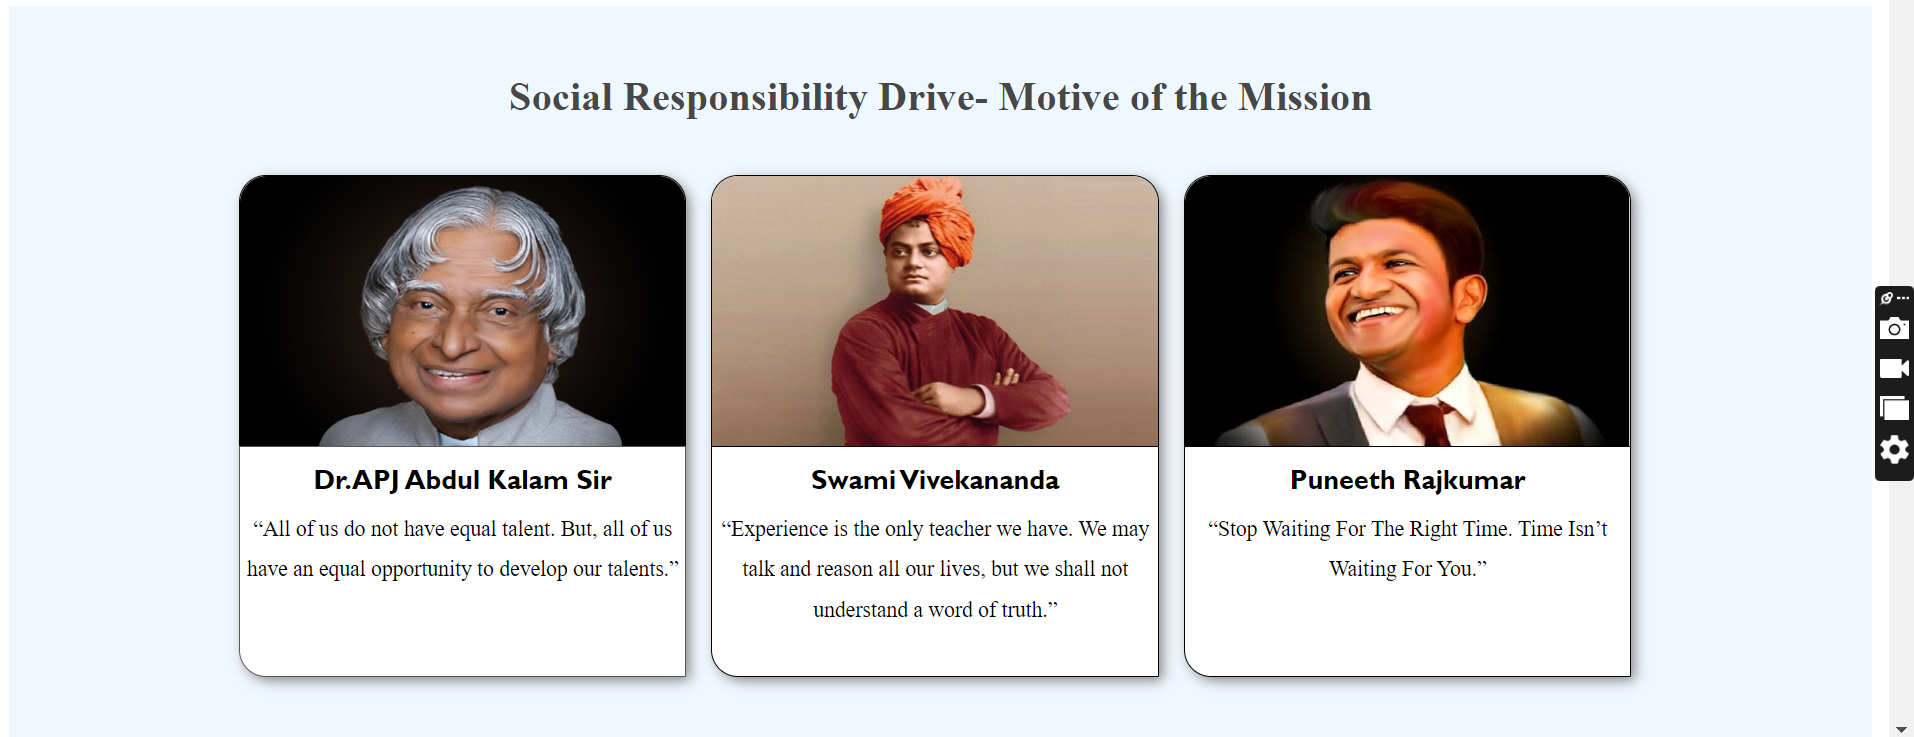 Social Responsibility Drive- Motive of the Mission
Dr.APJ Abdul Kalam Sir
“All of us do not have equal talent. But, all of us
have an equal opportunity to develop our talents.”
Swami Vivekananda
“Experience is the only teacher we have. We may
talk and reason all our lives, but we shall not
understand a word of truth.”
Puneeth Rajkumar
“Stop Waiting For The Right Time. Time Isn’t
Waiting For You.”